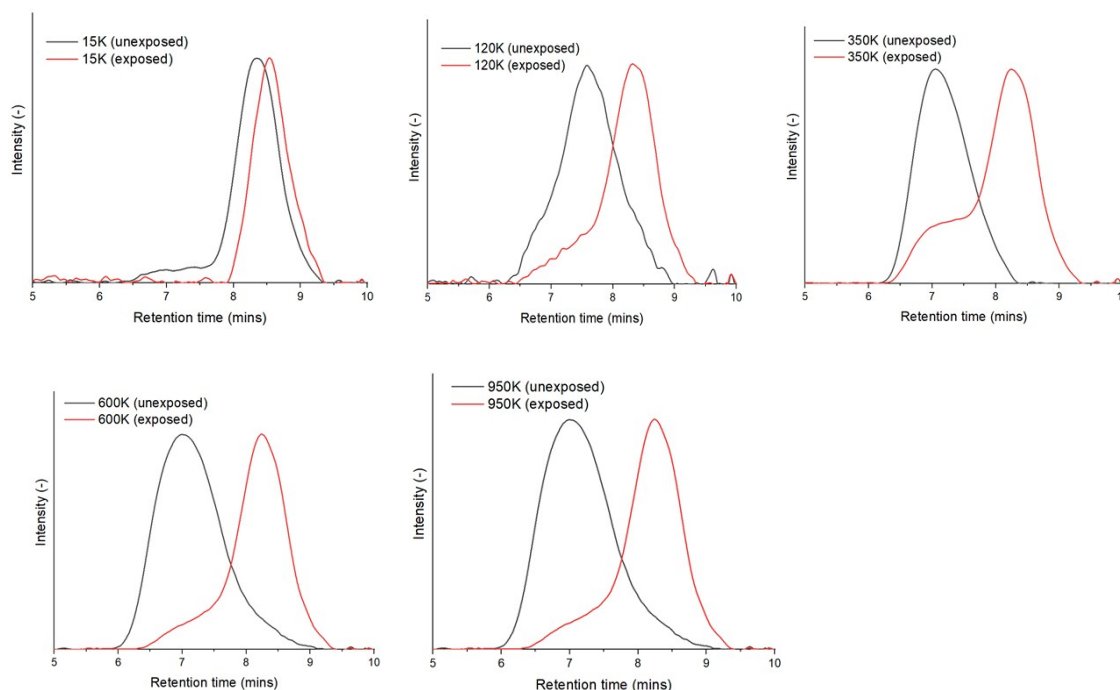 15K (unexposed)
15K (exposed)
Intensity (-)
5 6 7 8 9 10
Retention time (mins)
120K (unexposed)
120K (exposed)
Intensity (-)
5 6 7 8 9 10
Retention time (mins)
350K (unexposed)
350K (exposed)
Intensity (-)
5 6 7 8 9
Retention time (mins)
600K (unexposed)
600K (exposed)
Intensity (-)
5 6 7 8 9 10
Retention time (mins)
950K (unexposed)
950K (exposed)
Intensity (-)
5 6 7 8 9 10
Retention time (mins)